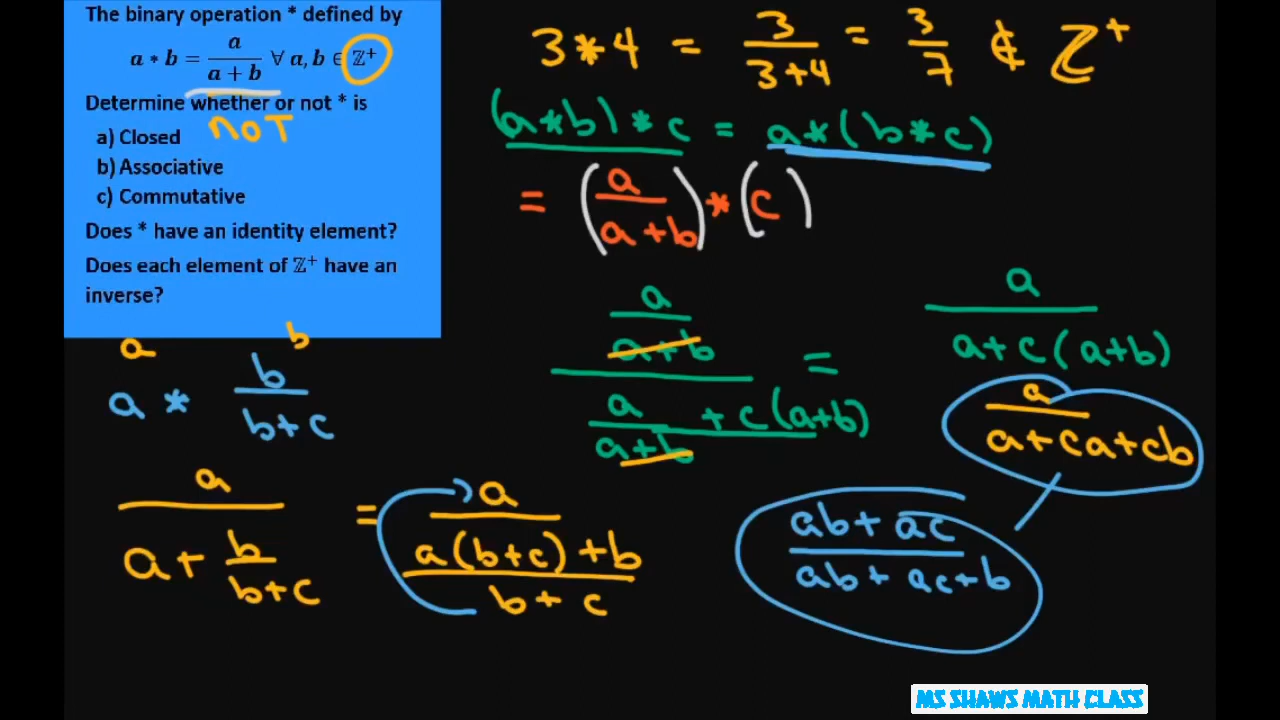 The binary operation * defined by
a * b = a/(a + b) ∀ a, b ∈ ℤ⁺
Determine whether or not * is
noT
a) Closed
b) Associative
c) Commutative
Does * have an identity element?
Does each element of ℤ⁺ have an
inverse?
3 * 4 = 3/(3+4) = 3/7 ∉ ℤ⁺
(a * b) * c = a * (b * c)
= (a/(a+b)) * (c)
(a/(a+b)) / (a/(a+b) + c(a+b)) = a/(a+c(a+b))
a/(a+ca+cb)
a b
a * b/(b+c)
a/(a + b/(b+c)) = a/((a(b+c)+b)/(b+c))
(ab+ac)/(ab+ac+b)
MS SHAWS MATH CLASS